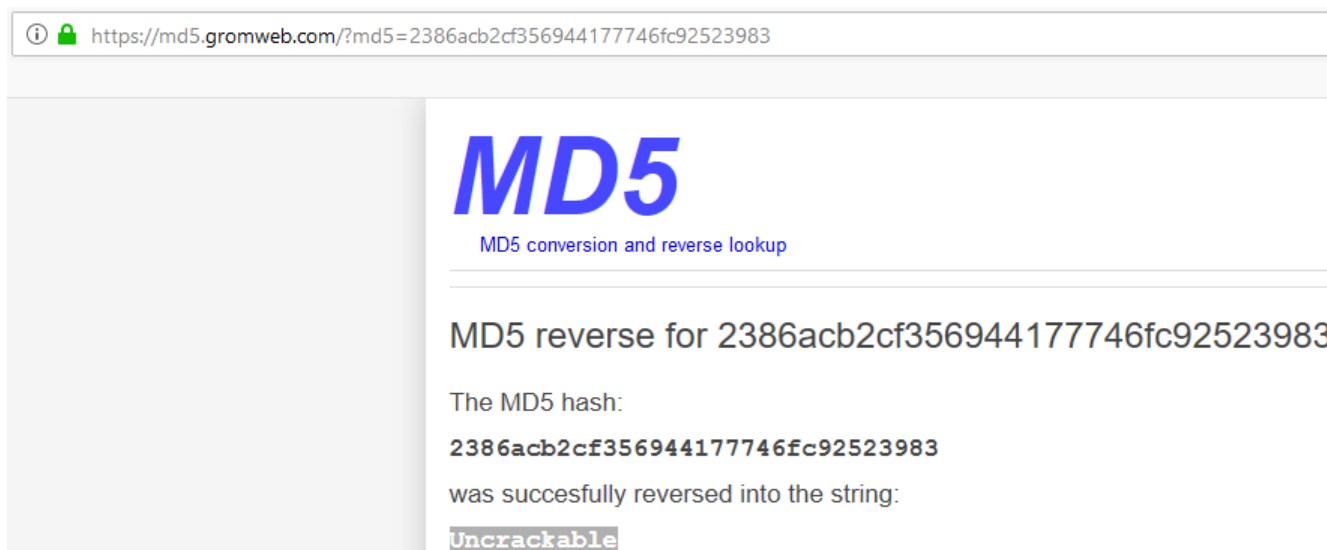 https://md5.gromweb.com/?md5=2386acb2cf356944177746fc92523983
MD5
MD5 conversion and reverse lookup
MD5 reverse for 2386acb2cf356944177746fc92523983
The MD5 hash:
2386acb2cf356944177746fc92523983
was succesfully reversed into the string:
Uncrackable